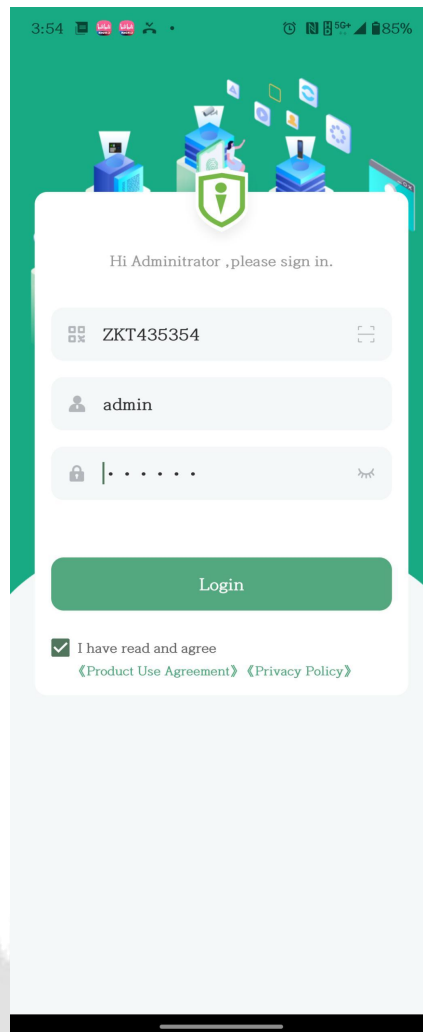 3:54
5G+
85%
Hi Adminitrator ,please sign in.
ZKT435354
admin
Login
I have read and agree
《Product Use Agreement》《Privacy Policy》